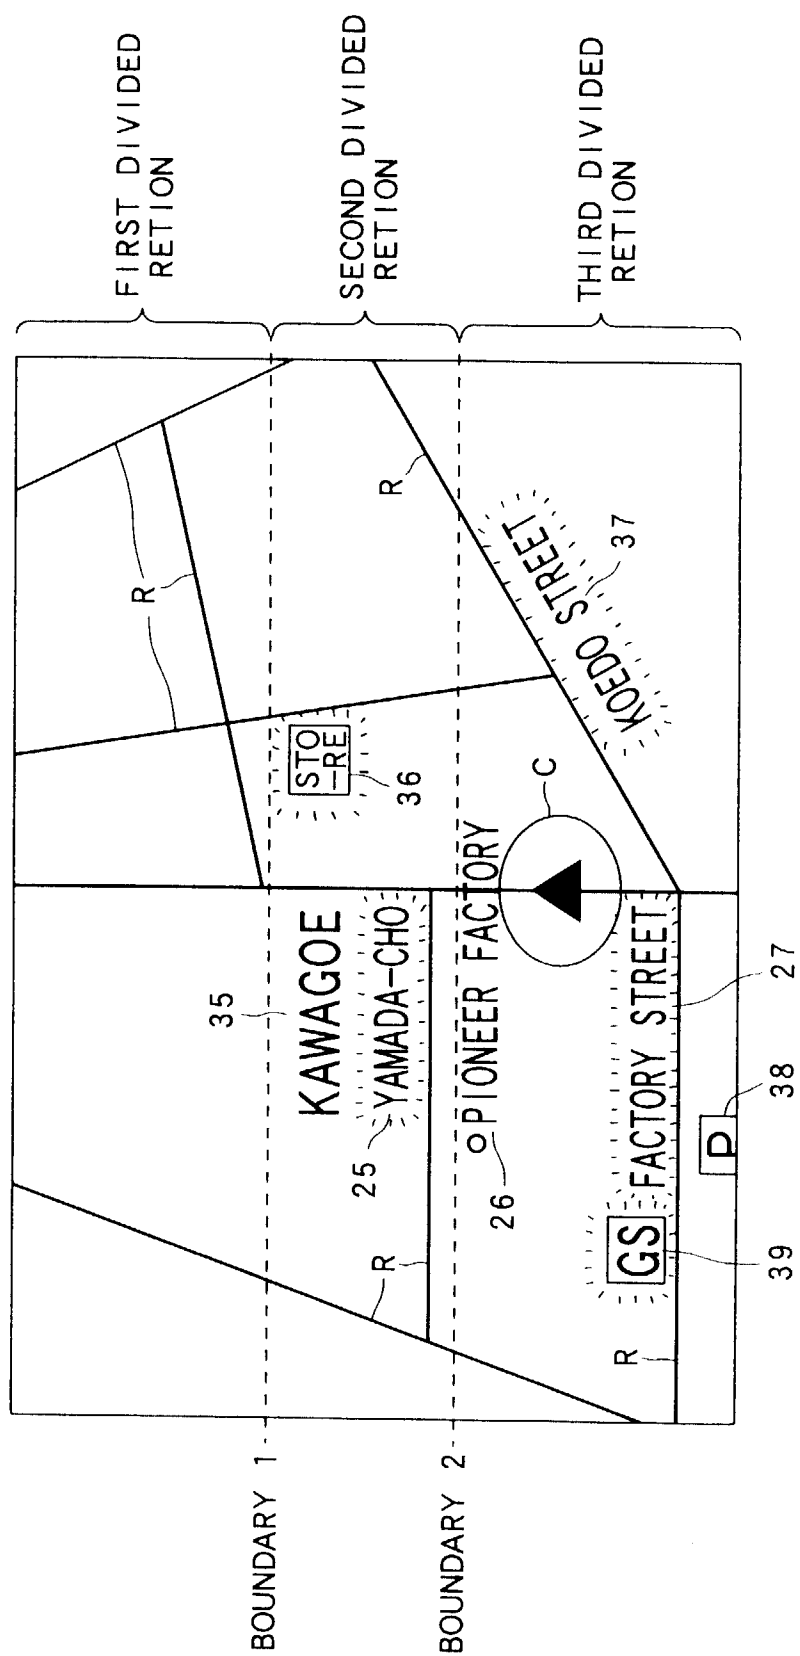 FIRST DIVIDED
RETION
SECOND DIVIDED
RETION
THIRD DIVIDED
RETION
BOUNDARY 1
BOUNDARY 2
R
R
R
R
R
35
KAWAGOE
25
YAMADA-CHO
STO
-RE
36
26
PIONEER FACTORY
C
KOEDO STREET
37
GS
FACTORY STREET
39
P
38
27